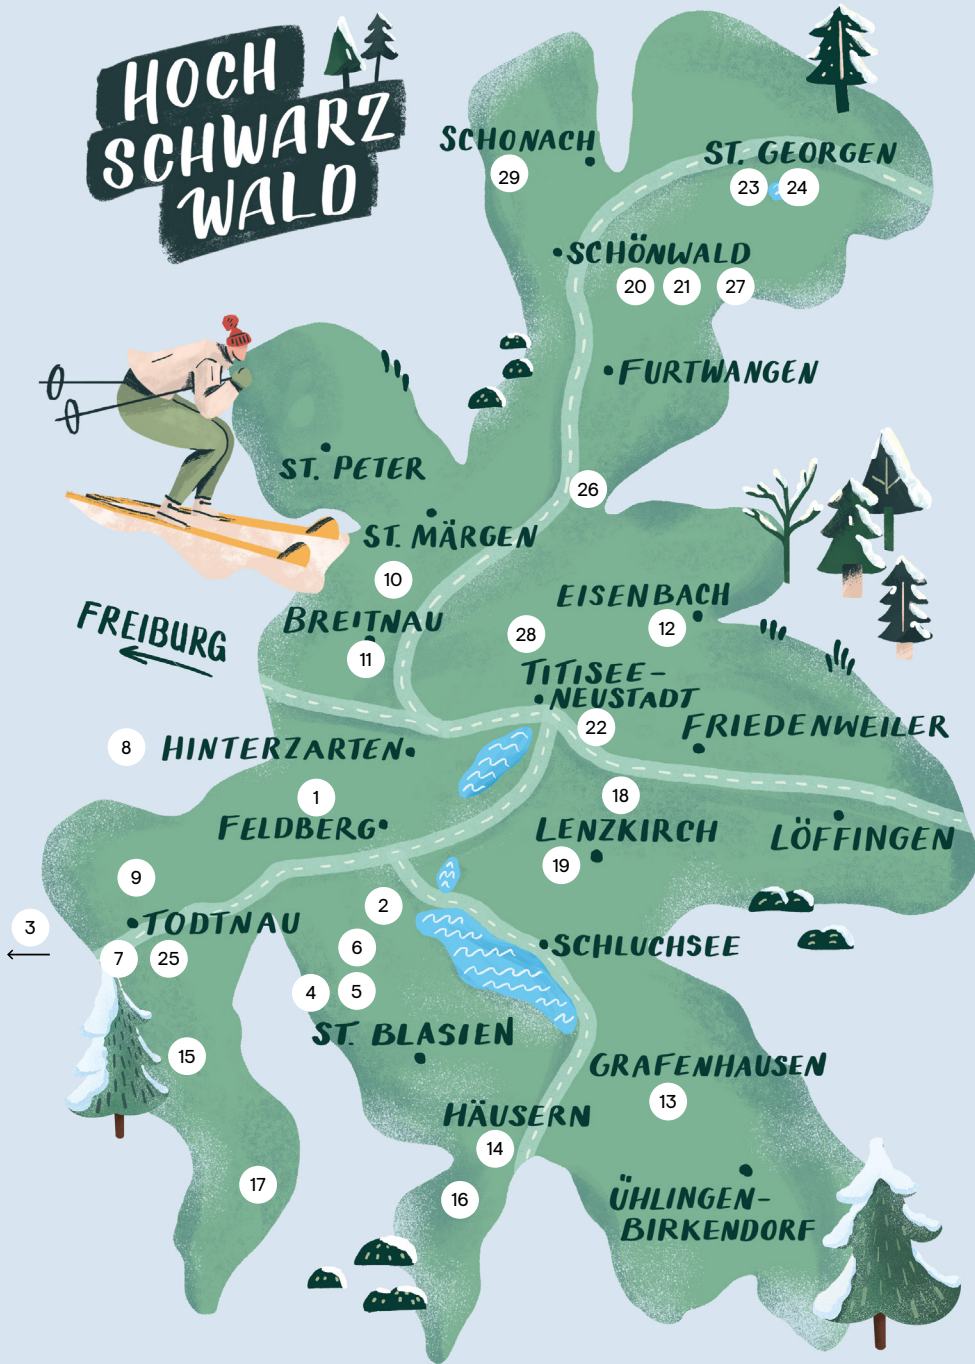 HOCH
SCHWARZ
WALD
SCHONACH
29
ST. GEORGEN
23 24
SCHÖNWALD
20 21 27
FURTWANGEN
ST. PETER
26
ST. MÄRGEN
10
EISENBACH
12
FREIBURG
BREITNAU
11
28
TITISEE-
NEUSTADT
22
FRIEDENWEILER
8
HINTERZARTEN
1
18
FELDBERG
LENZKIRCH
19
LÖFFINGEN
9
2
3
TODTNAU
7 25
6
SCHLUCHSEE
4 5
ST. BLASIEN
15
GRAFENHAUSEN
13
HÄUSERN
14
17
16
ÜHLINGEN-
BIRKENDORF